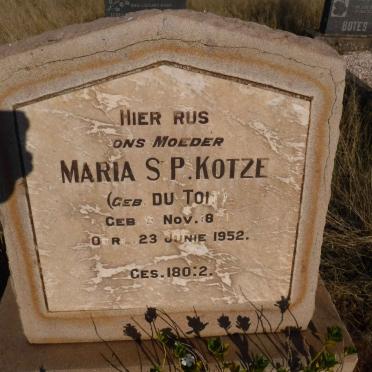 HIER RUS
ONS MOEDER
MARIA S.P. KOTZE
(GEB. DU TOI
GEB NOV. 8
23 JUNIE 1952.
GES. 180:2.
BOTES